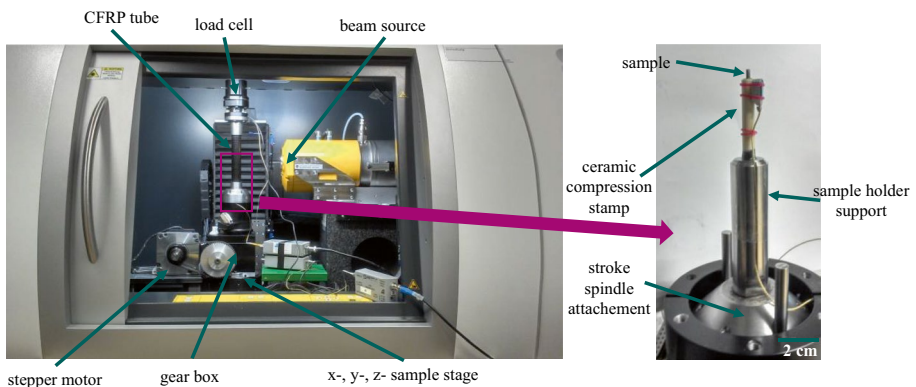 CFRP tube
load cell
beam source
sample
ceramic
compression
stamp
sample holder
support
stroke
spindle
attachement
2 cm
stepper motor
gear box
x-, y-, z- sample stage